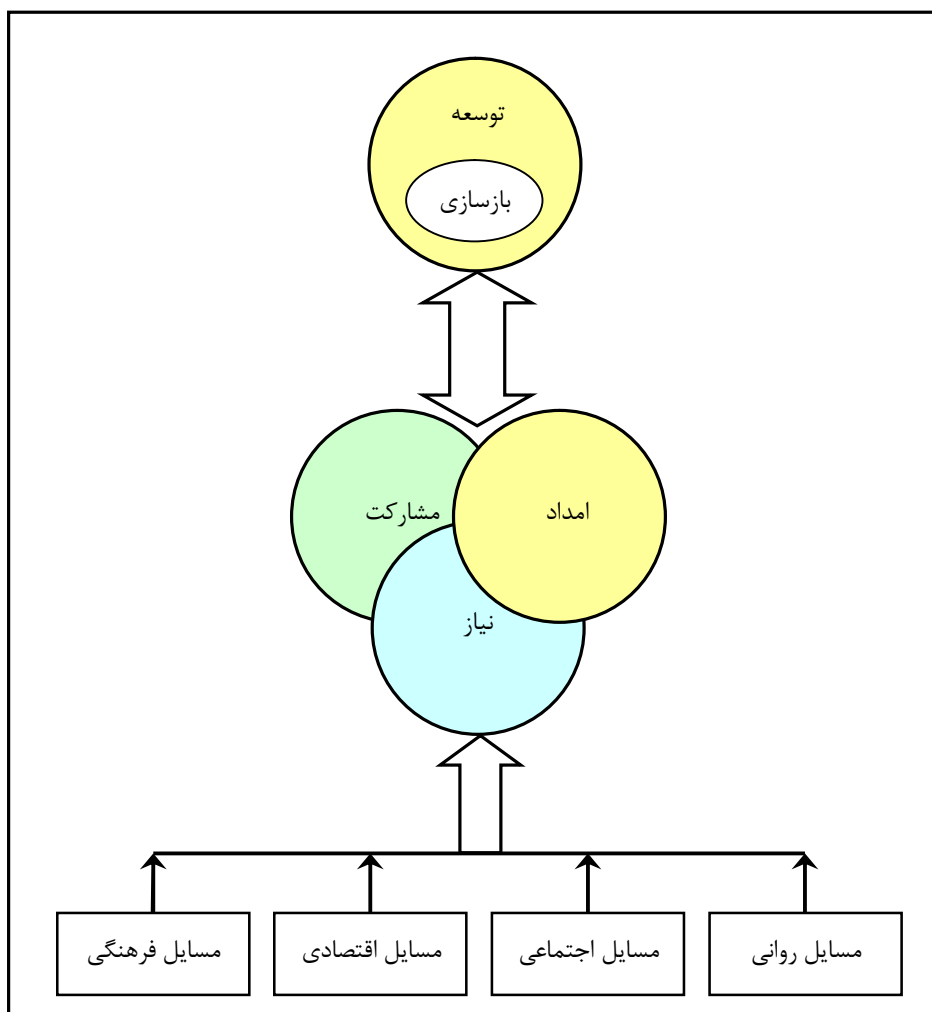 توسعه
بازسازی
امداد
مشارکت
نیاز
مسایل روانی
مسایل اجتماعی
مسایل اقتصادی
مسایل فرهنگی